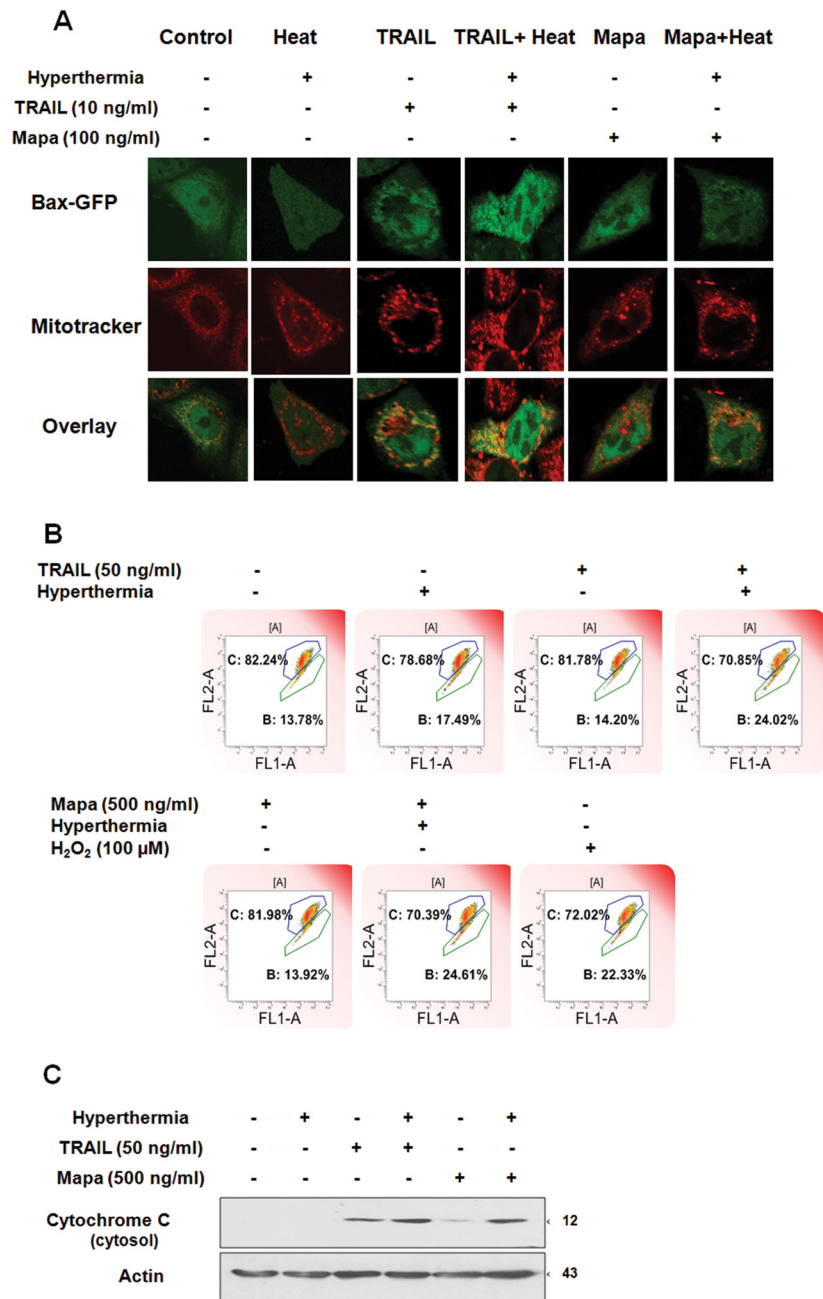 A
Control Heat TRAIL TRAIL+ Heat Mapa Mapa+Heat
Hyperthermia - + - + - +
TRAIL (10 ng/ml) - - + + - -
Mapa (100 ng/ml) - - - - + +
Bax-GFP
Mitotracker
Overlay
B
TRAIL (50 ng/ml) - - + +
Hyperthermia - + - +
[A] [A] [A] [A]
C: 82.24% C: 78.68% C: 81.78% C: 70.85%
FL2-A FL2-A FL2-A FL2-A
B: 13.78% B: 17.49% B: 14.20% B: 24.02%
FL1-A FL1-A FL1-A FL1-A
Mapa (500 ng/ml) + + -
Hyperthermia - + -
H₂O₂ (100 µM) - - +
[A] [A] [A]
C: 81.98% C: 70.39% C: 72.02%
FL2-A FL2-A FL2-A
B: 13.92% B: 24.61% B: 22.33%
FL1-A FL1-A FL1-A
C
Hyperthermia - + - + - +
TRAIL (50 ng/ml) - - + + - -
Mapa (500 ng/ml) - - - - + +
Cytochrome C ‹ 12
(cytosol)
Actin ‹ 43